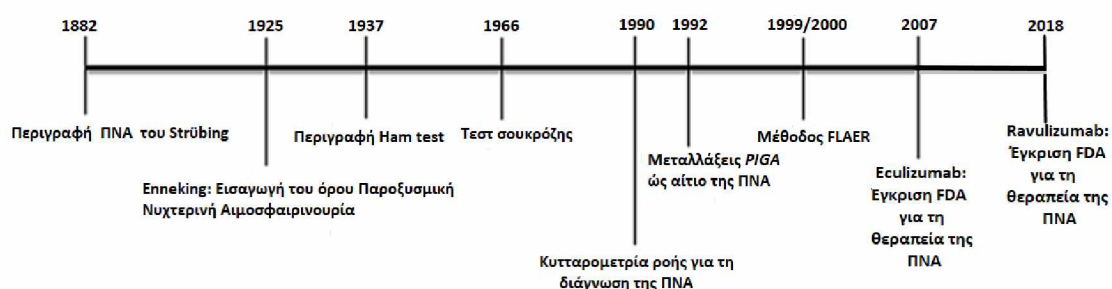 1882
1925
1937
1966
1990
1992
1999/2000
2007
2018
Περιγραφή ΠΝΑ του Strübing
Enneking: Εισαγωγή του όρου Παροξυσμική
Νυχτερινή Αιμοσφαιρινουρία
Περιγραφή Ham test
Τεστ σουκρόζης
Κυτταρομετρία ροής για τη
διάγνωση της ΠΝΑ
Μεταλλάξεις PIGA
ώς αίτιο της ΠΝΑ
Μέθοδος FLAER
Eculizumab:
Έγκριση FDA
για τη
θεραπεία της
ΠΝΑ
Ravulizumab:
Έγκριση FDA
για τη
θεραπεία της
ΠΝΑ